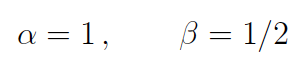 α = 1 ,   β = 1/2